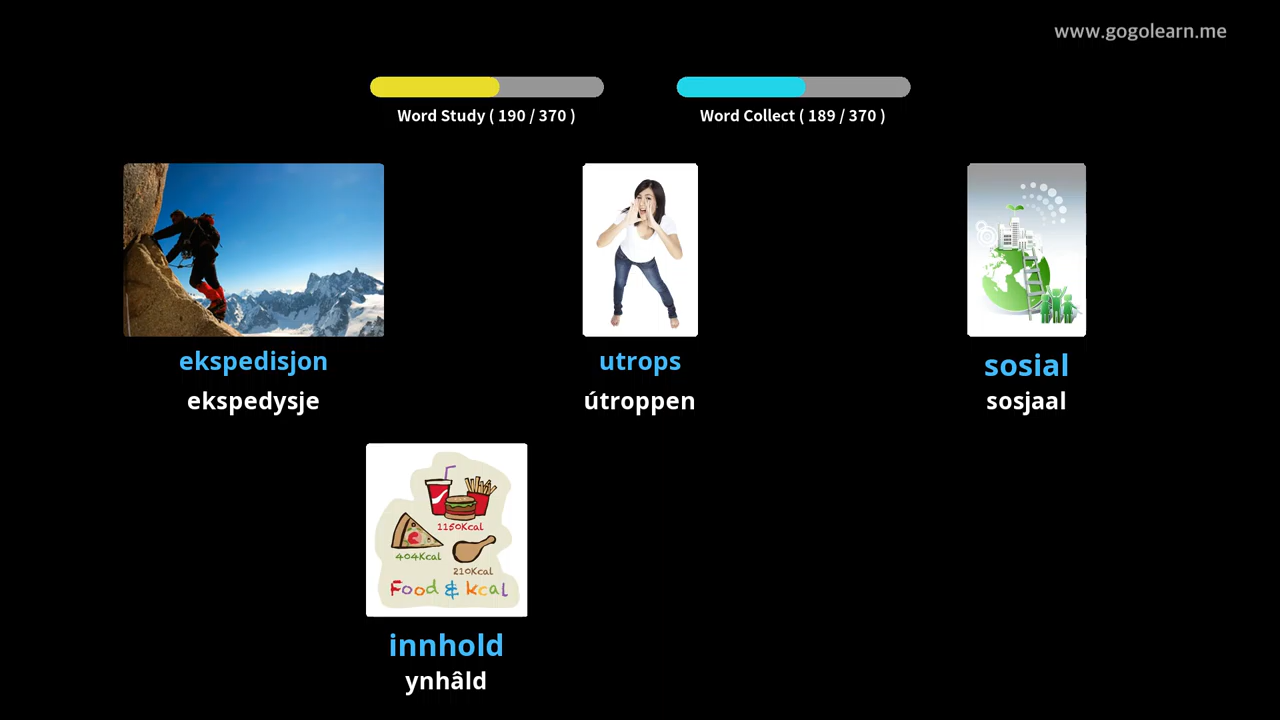 www.gogolearn.me
Word Study ( 190 / 370 )
Word Collect ( 189 / 370 )
ekspedisjon
ekspedysje
utrops
útroppen
sosial
sosjaal
1150Kcal
404Kcal
210Kcal
Food & kcal
innhold
ynhâld